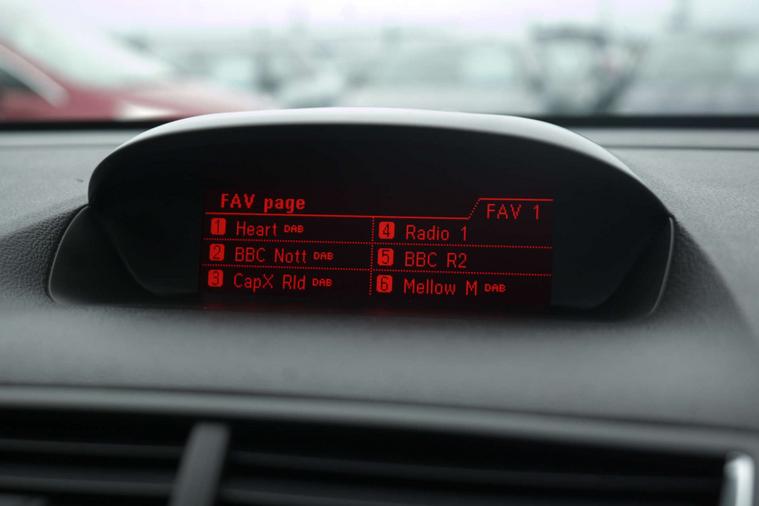 FAV page
FAV 1
1 Heart DAB
2 BBC Nott DAB
3 CapX Rld DAB
4 Radio 1
5 BBC R2
6 Mellow M DAB